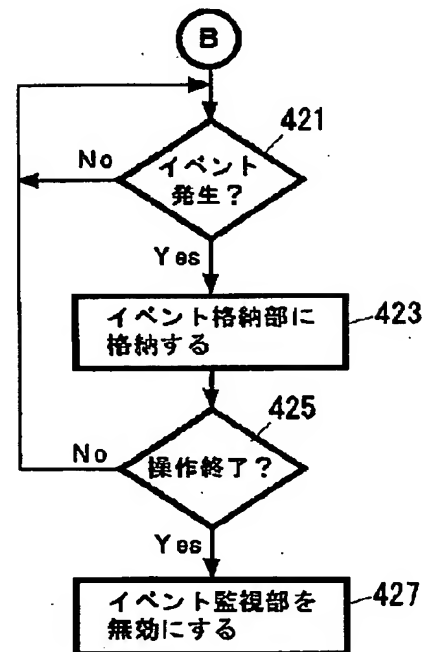 B
421
No
イベント
発生？
Yes
イベント格納部に
格納する
423
425
No
操作終了？
Yes
イベント監視部を
無効にする
427